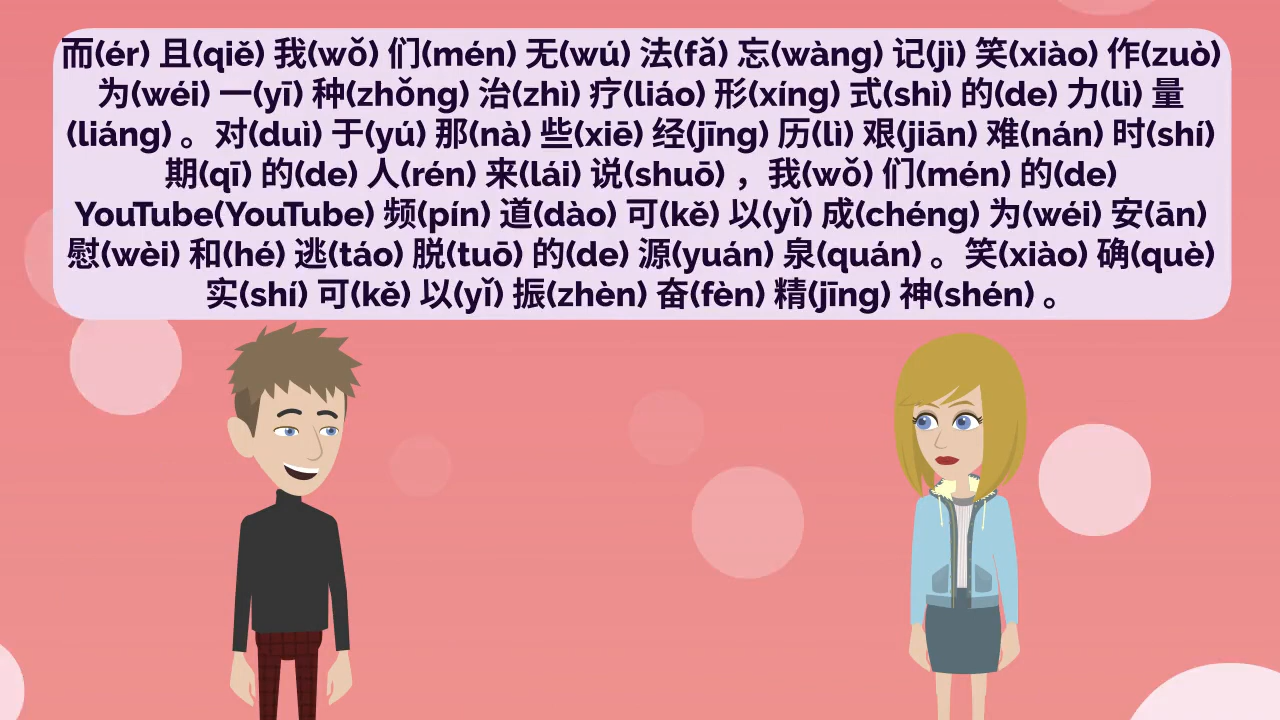 而(ér) 且(qiě) 我(wǒ) 们(mén) 无(wú) 法(fǎ) 忘(wàng) 记(jì) 笑(xiào) 作(zuò)
为(wéi) 一(yī) 种(zhǒng) 治(zhì) 疗(liáo) 形(xíng) 式(shì) 的(de) 力(lì) 量
(liáng) 。对(duì) 于(yú) 那(nà) 些(xiē) 经(jīng) 历(lì) 艰(jiān) 难(nán) 时(shí)
期(qī) 的(de) 人(rén) 来(lái) 说(shuō) ，我(wǒ) 们(mén) 的(de)
YouTube(YouTube) 频(pín) 道(dào) 可(kě) 以(yǐ) 成(chéng) 为(wéi) 安(ān)
慰(wèi) 和(hé) 逃(táo) 脱(tuō) 的(de) 源(yuán) 泉(quán) 。笑(xiào) 确(què)
实(shí) 可(kě) 以(yǐ) 振(zhèn) 奋(fèn) 精(jīng) 神(shén) 。